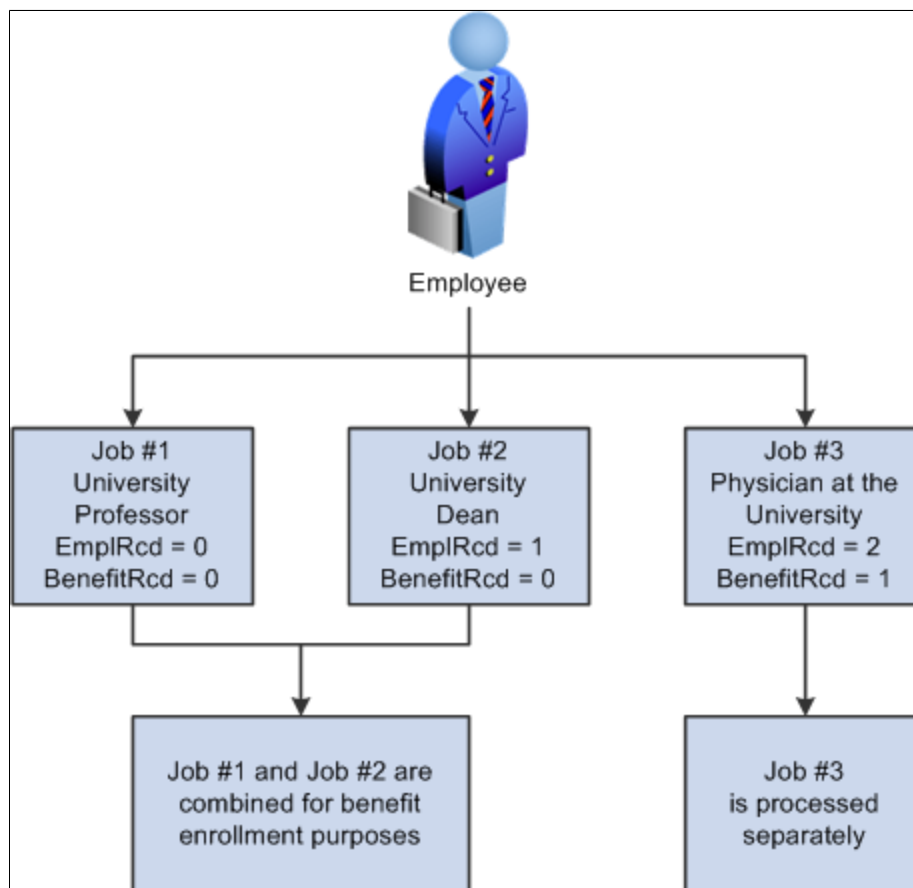 Employee
Job #1
University
Professor
EmplRcd = 0
BenefitRcd = 0
Job #2
University
Dean
EmplRcd = 1
BenefitRcd = 0
Job #3
Physician at the
University
EmplRcd = 2
BenefitRcd = 1
Job #1 and Job #2 are
combined for benefit
enrollment purposes
Job #3
is processed
separately